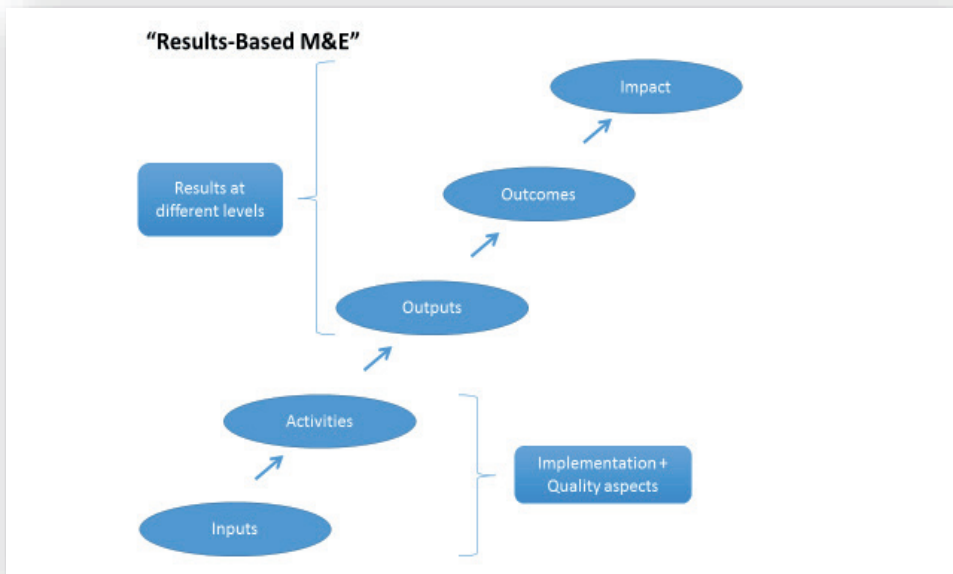 “Results-Based M&E”
Impact
Results at
different levels
Outcomes
Outputs
Activities
Implementation +
Quality aspects
Inputs